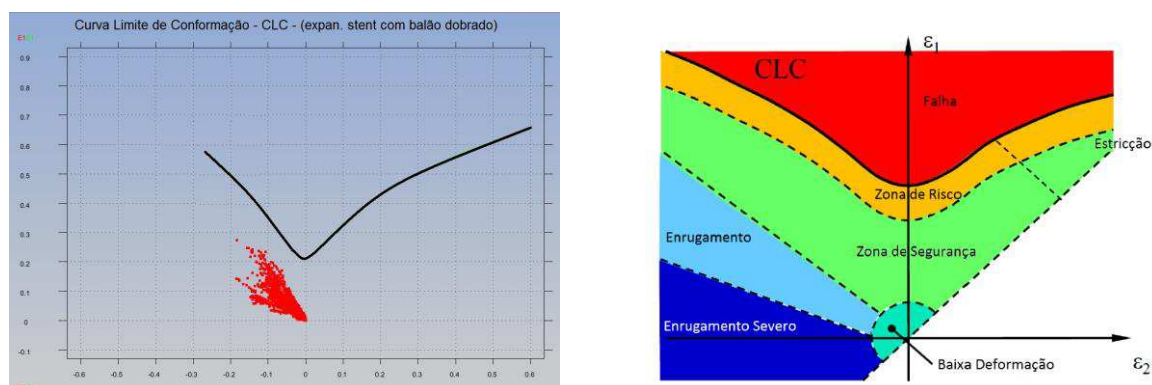 Curva Limite de Conformação - CLC - (expan. stent com balão dobrado)
0.9
0.8
0.7
0.6
0.5
0.4
0.3
0.2
0.1
0
-0.1
-0.6 -0.5 -0.4 -0.3 -0.2 -0.1 0 0.1 0.2 0.3 0.4 0.5 0.6
ε1
CLC
Falha
Estricção
Zona de Risco
Enrugamento
Zona de Segurança
Enrugamento Severo
Baixa Deformação
ε2